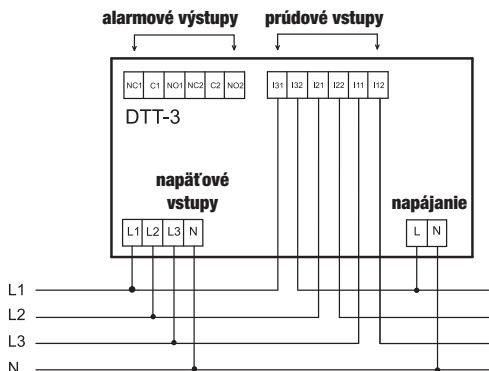 alarmové výstupy prúdové vstupy
NC1 C1 NO1 NC2 C2 NO2 I31 I32 I21 I22 I11 I12
DTT-3
napäťové
vstupy
napájanie
L1 L2 L3 N L N
L1
L2
L3
N